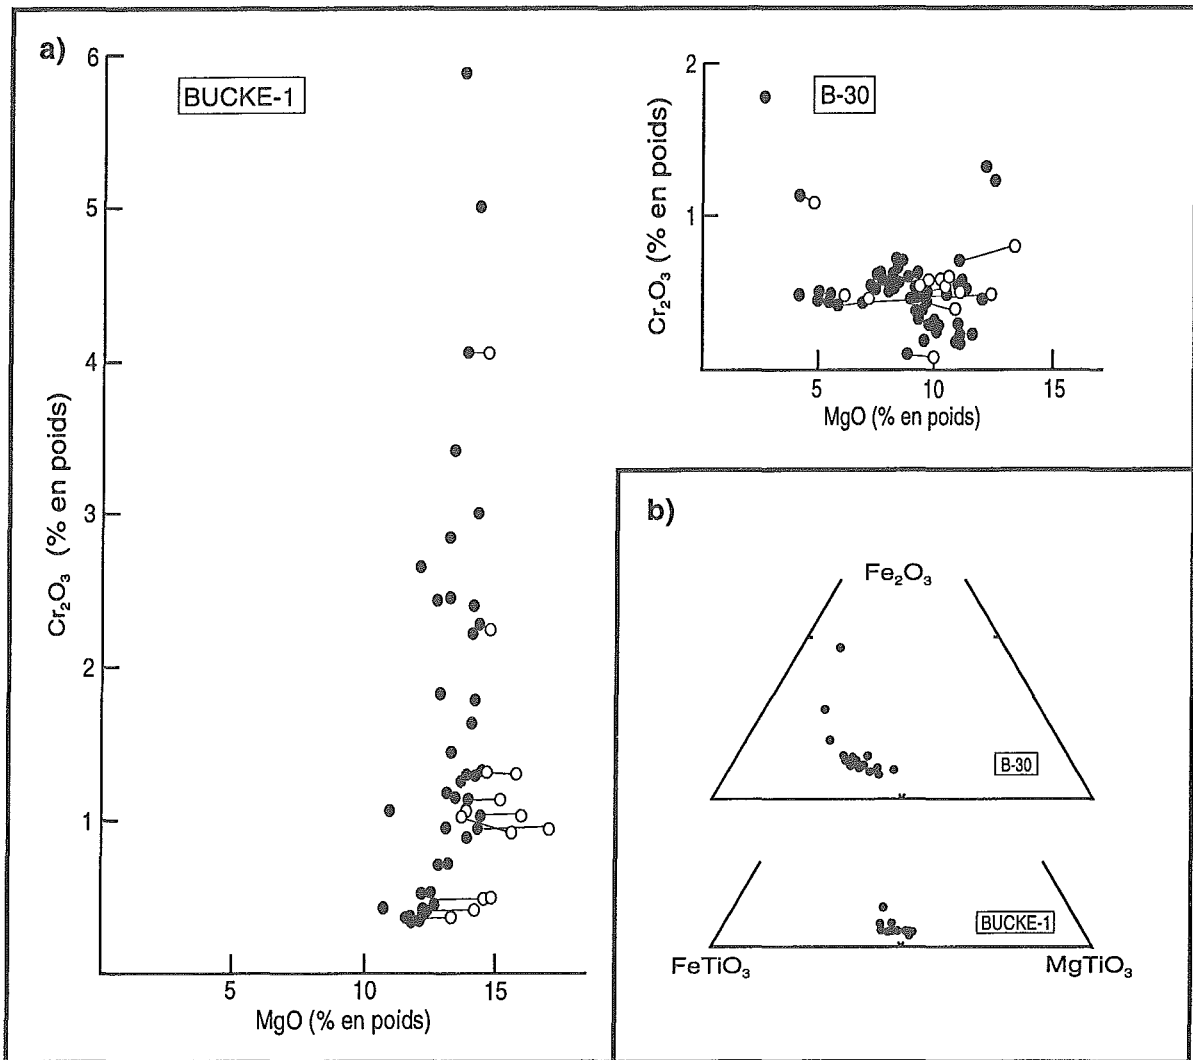 a)
BUCKE-1
Cr₂O₃ (% en poids)
6
5
4
3
2
1
5
10
15
MgO (% en poids)
B-30
Cr₂O₃ (% en poids)
2
1
5
10
15
MgO (% en poids)
b)
Fe₂O₃
B-30
BUCKE-1
FeTiO₃
MgTiO₃